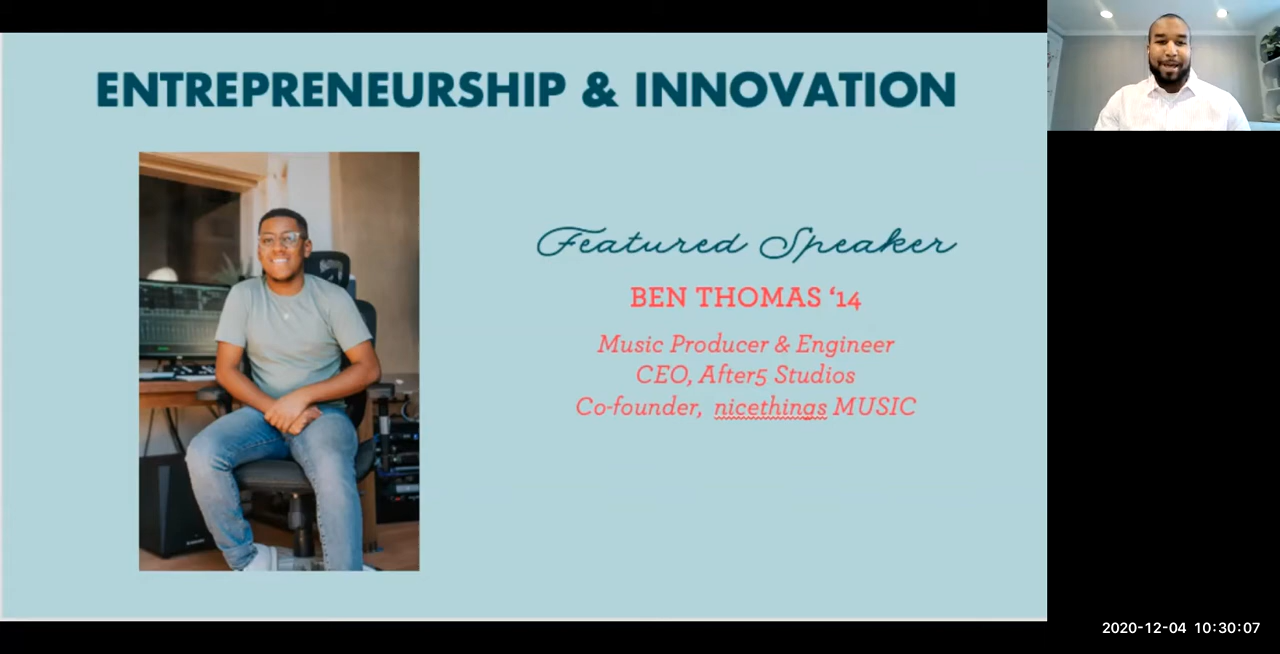 ENTREPRENEURSHIP & INNOVATION
Featured Speaker
BEN THOMAS ‘14
Music Producer & Engineer
CEO, After5 Studios
Co-founder, nicethings MUSIC
2020-12-04 10:30:07